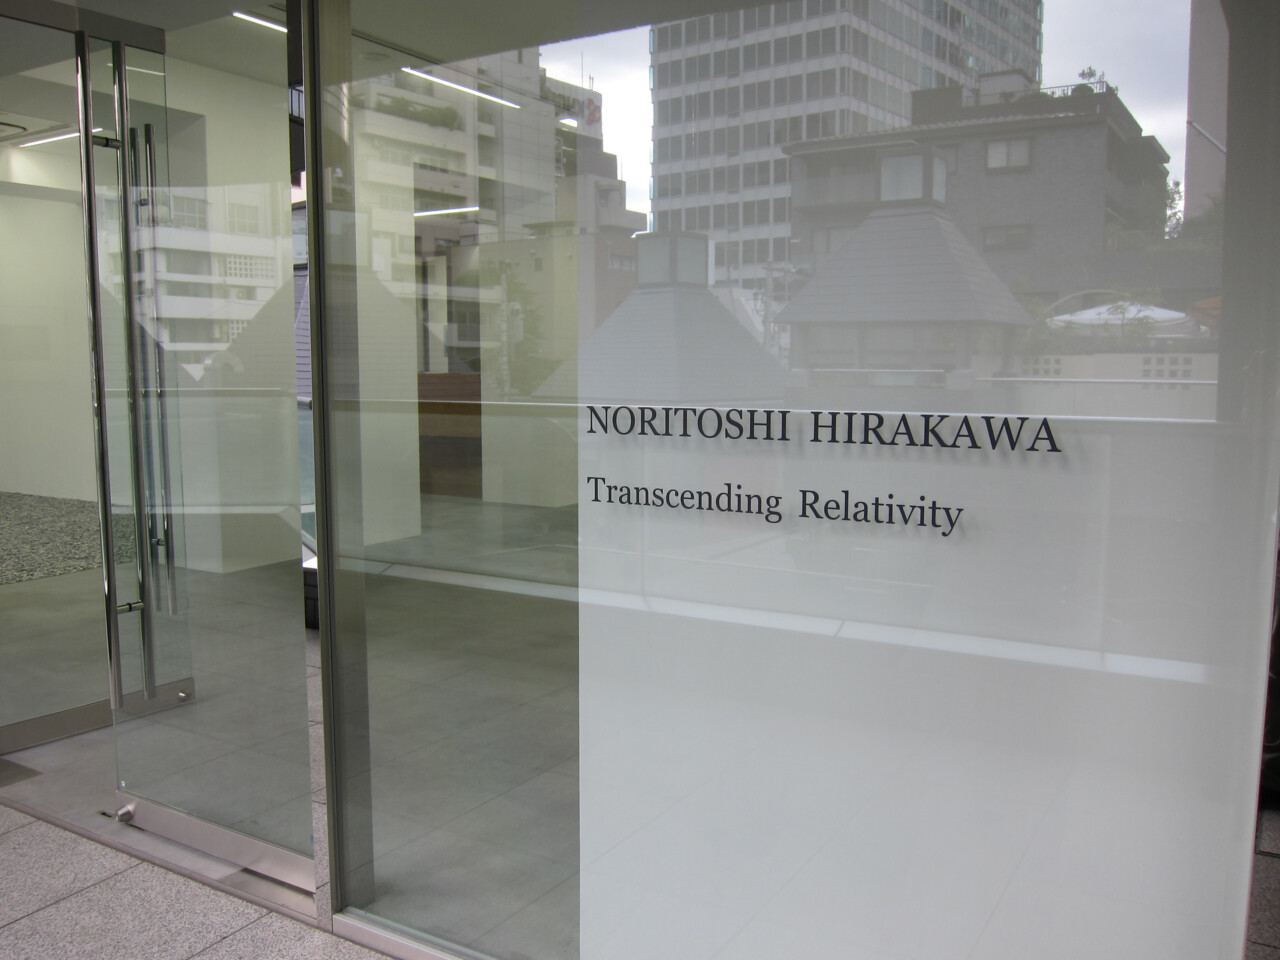 NORITOSHI HIRAKAWA
Transcending Relativity